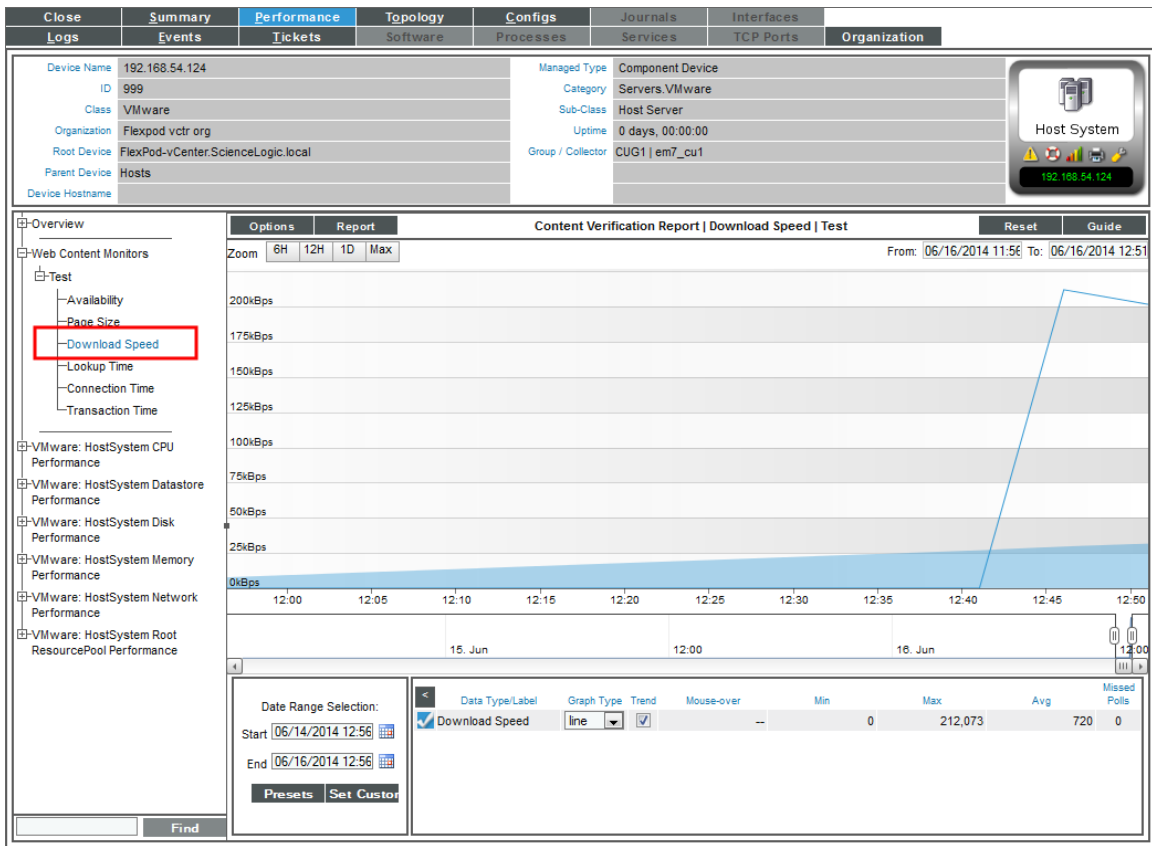 Close Summary Performance Topology Configs Journals Interfaces
Logs Events Tickets Software Processes Services TCP Ports Organization
Device Name 192.168.54.124 Managed Type Component Device
ID 999 Category Servers.VMware
Class VMware Sub-Class Host Server
Organization Flexpod vctr org Uptime 0 days, 00:00:00
Root Device FlexPod-vCenter.ScienceLogic.local Group / Collector CUG1 | em7_cu1
Parent Device Hosts
Device Hostname
Host System
192.168.54.124
Overview
Web Content Monitors
Test
Availability
Page Size
Download Speed
Lookup Time
Connection Time
Transaction Time
VMware: HostSystem CPU
Performance
VMware: HostSystem Datastore
Performance
VMware: HostSystem Disk
Performance
VMware: HostSystem Memory
Performance
VMware: HostSystem Network
Performance
VMware: HostSystem Root
ResourcePool Performance
Find
Options Report Content Verification Report | Download Speed | Test Reset Guide
Zoom 6H 12H 1D Max From: 06/16/2014 11:56 To: 06/16/2014 12:51
200kBps
175kBps
150kBps
125kBps
100kBps
75kBps
50kBps
25kBps
0kBps
12:00 12:05 12:10 12:15 12:20 12:25 12:30 12:35 12:40 12:45 12:50
15. Jun 12:00 16. Jun 12:00
Date Range Selection:
Start 06/14/2014 12:56
End 06/16/2014 12:56
Presets Set Custor
< Data Type/Label Graph Type Trend Mouse-over Min Max Avg Missed Polls
Download Speed line -- 0 212,073 720 0